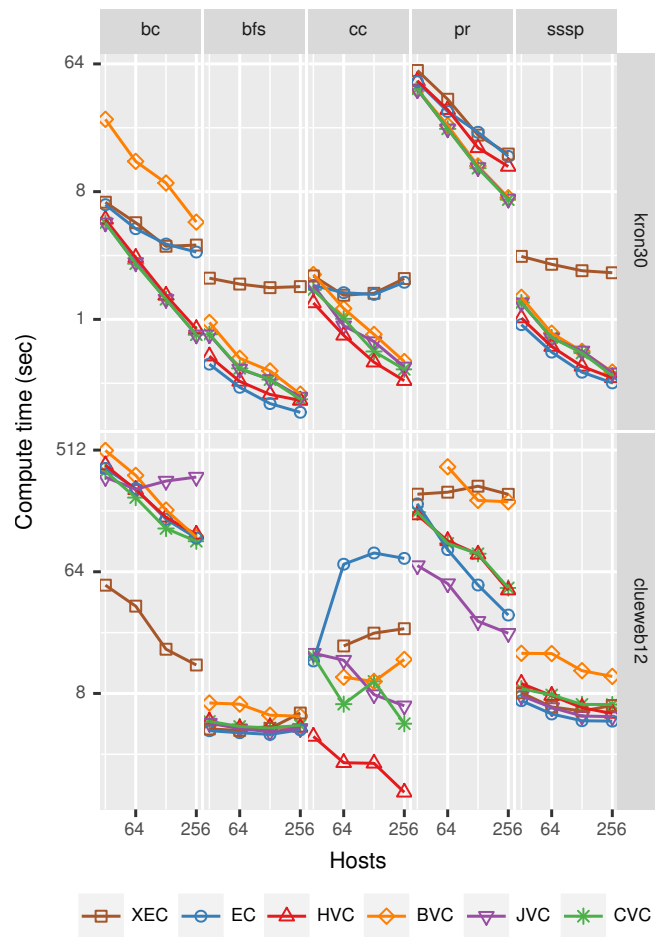 bc bfs cc pr sssp
64
8
1
kron30
Compute time (sec)
512
64
8
clueweb12
64 256 64 256 64 256 64 256 64 256
Hosts
XEC EC HVC BVC JVC CVC